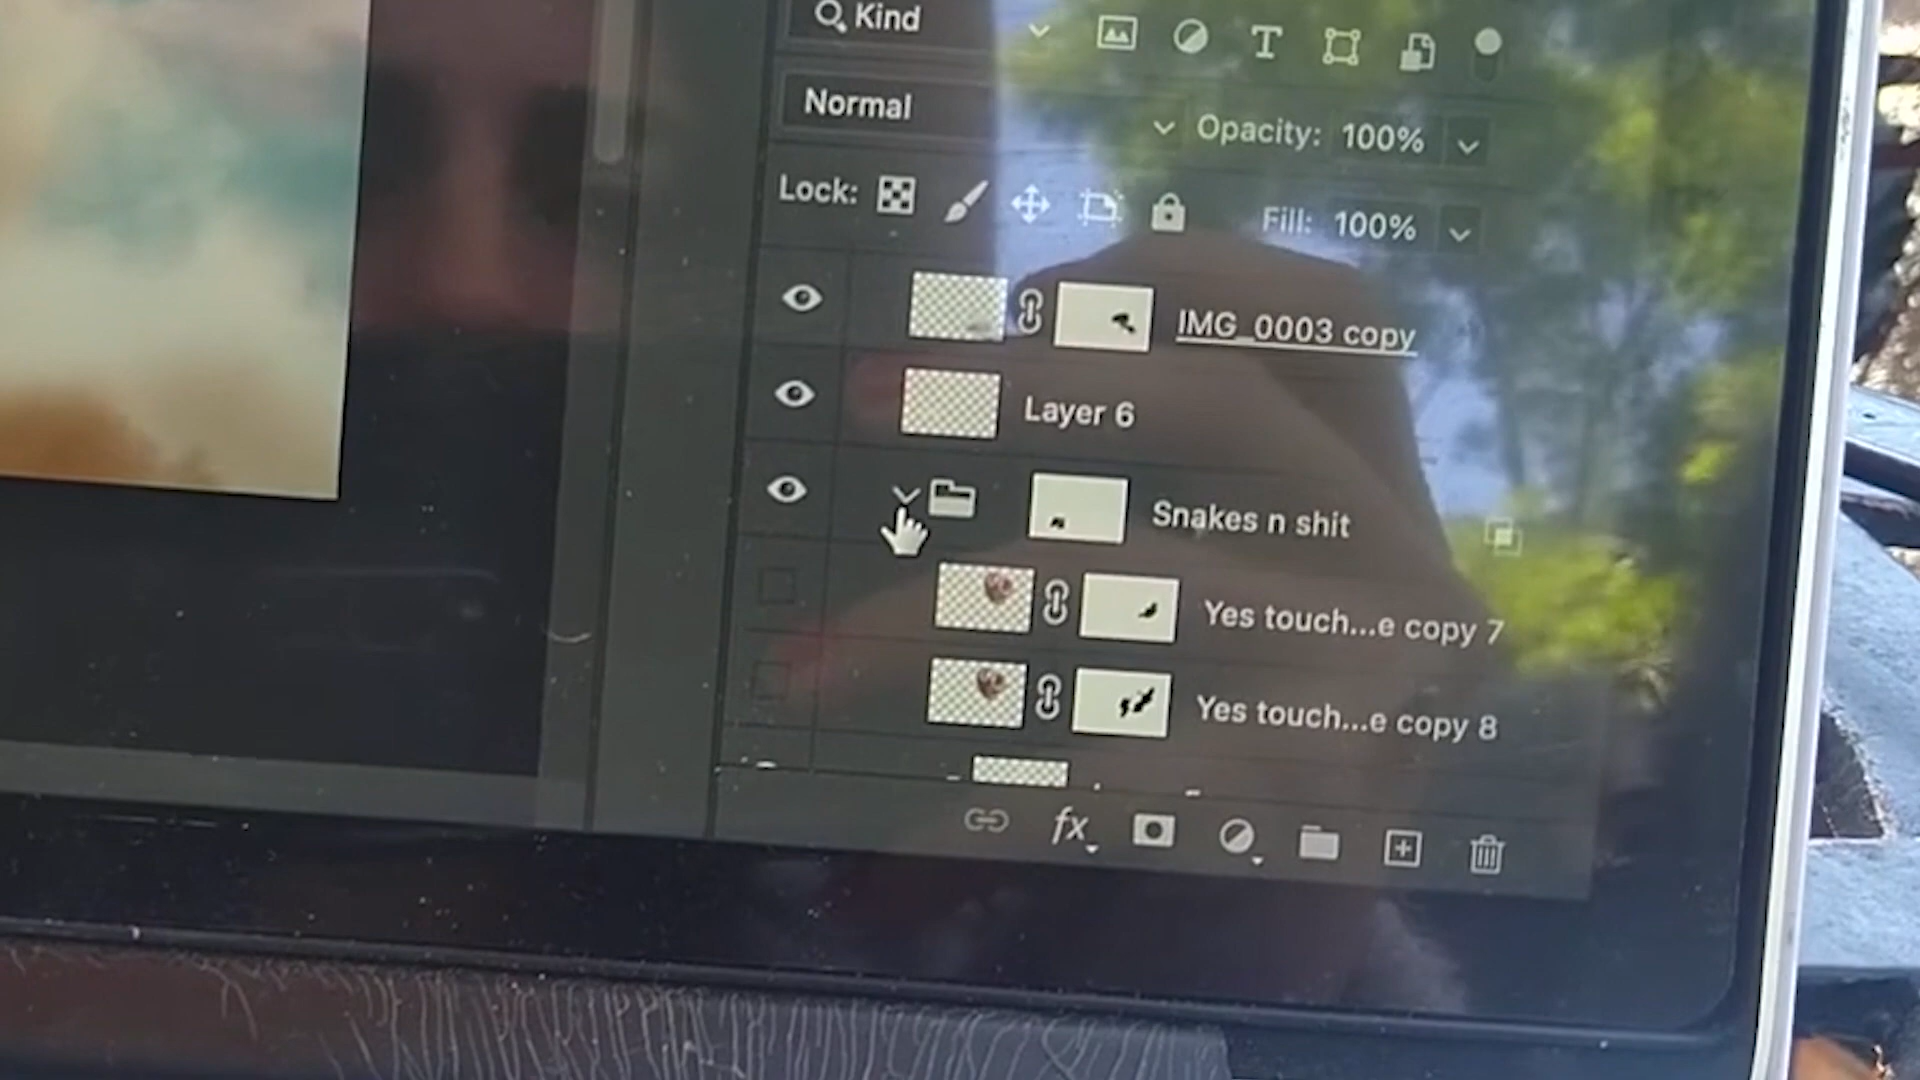 Kind
Normal
Opacity: 100%
Lock:
Fill: 100%
IMG_0003 copy
Layer 6
Snakes n shit
Yes touch...e copy 7
Yes touch...e copy 8
fx